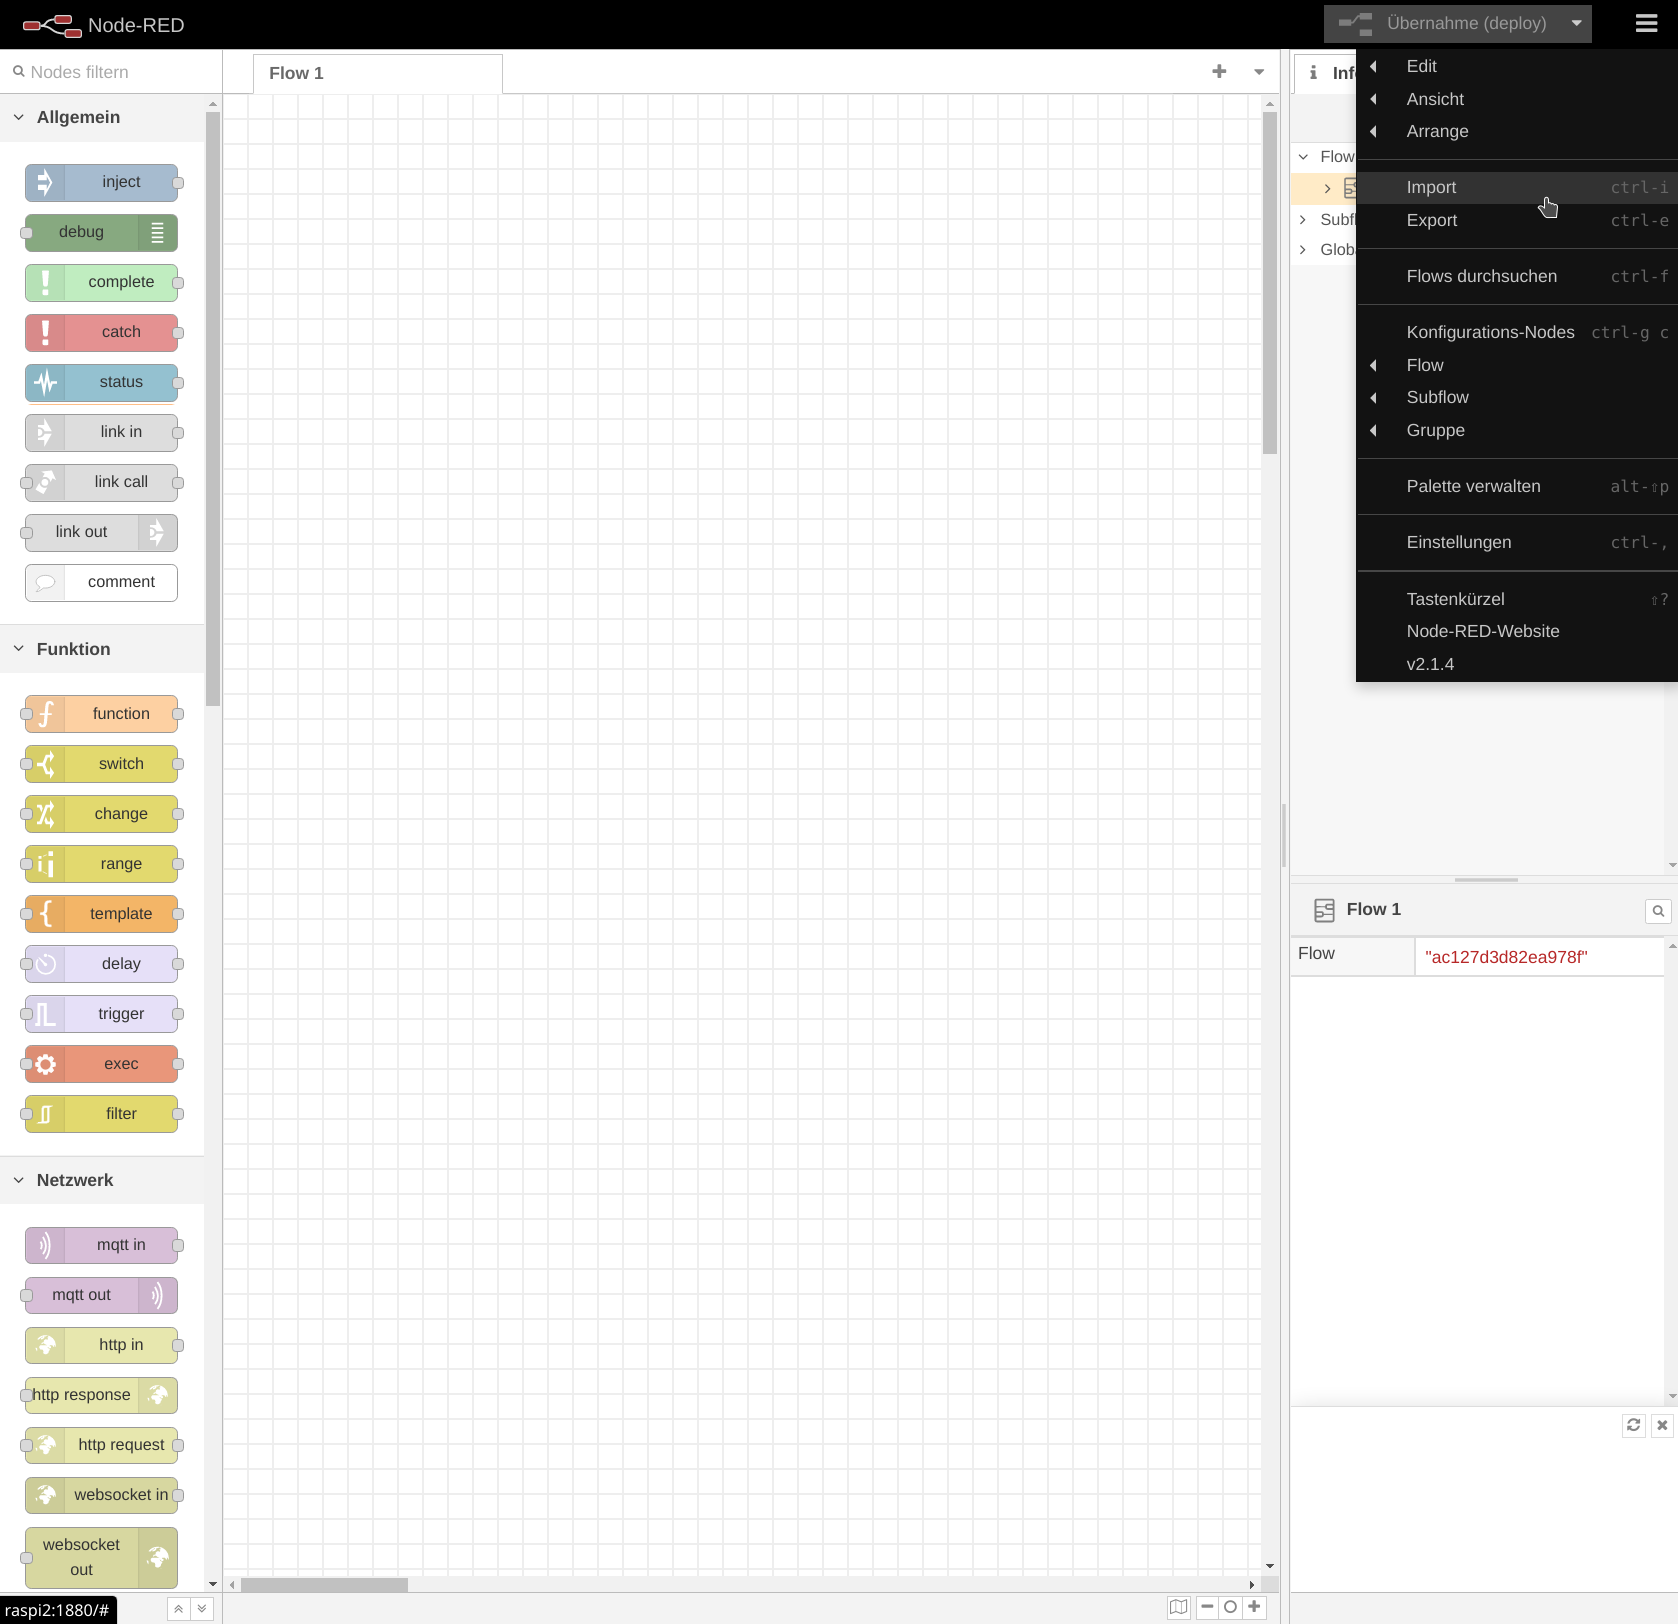 Node-RED
Übernahme (deploy)
Nodes filtern
Flow 1
Allgemein
inject
debug
complete
catch
status
link in
link call
link out
comment
Funktion
function
switch
change
range
template
delay
trigger
exec
filter
Netzwerk
mqtt in
mqtt out
http in
http response
http request
websocket in
websocket
out
raspi2:1880/#
Inf
Flow
Subfl
Glob
Edit
Ansicht
Arrange
Import ctrl-i
Export ctrl-e
Flows durchsuchen ctrl-f
Konfigurations-Nodes ctrl-g c
Flow
Subflow
Gruppe
Palette verwalten alt-⇧p
Einstellungen ctrl-,
Tastenkürzel ⇧?
Node-RED-Website
v2.1.4
Flow 1
Flow "ac127d3d82ea978f"